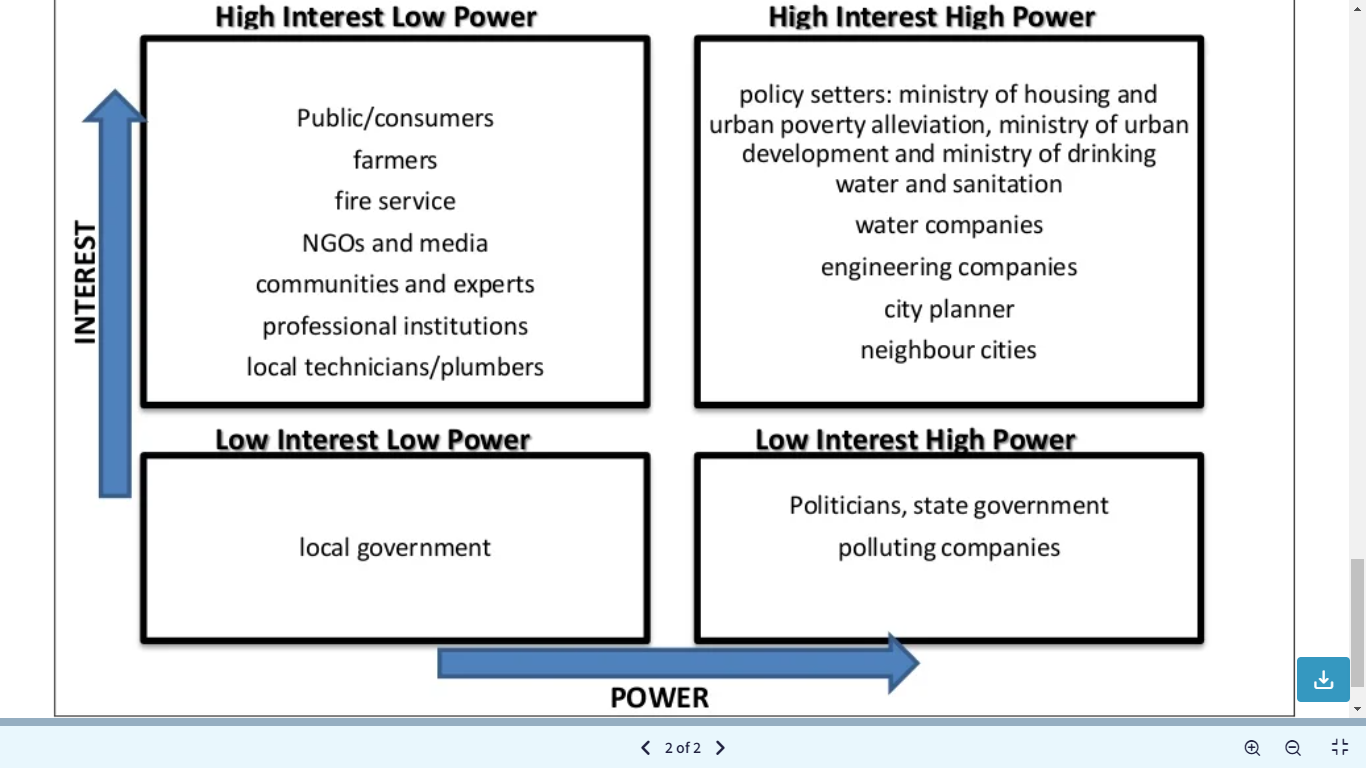 High Interest Low Power
High Interest High Power
Public/consumers
farmers
fire service
NGOs and media
communities and experts
professional institutions
local technicians/plumbers
policy setters: ministry of housing and
urban poverty alleviation, ministry of urban
development and ministry of drinking
water and sanitation
water companies
engineering companies
city planner
neighbour cities
INTEREST
Low Interest Low Power
Low Interest High Power
local government
Politicians, state government
polluting companies
POWER
2 of 2